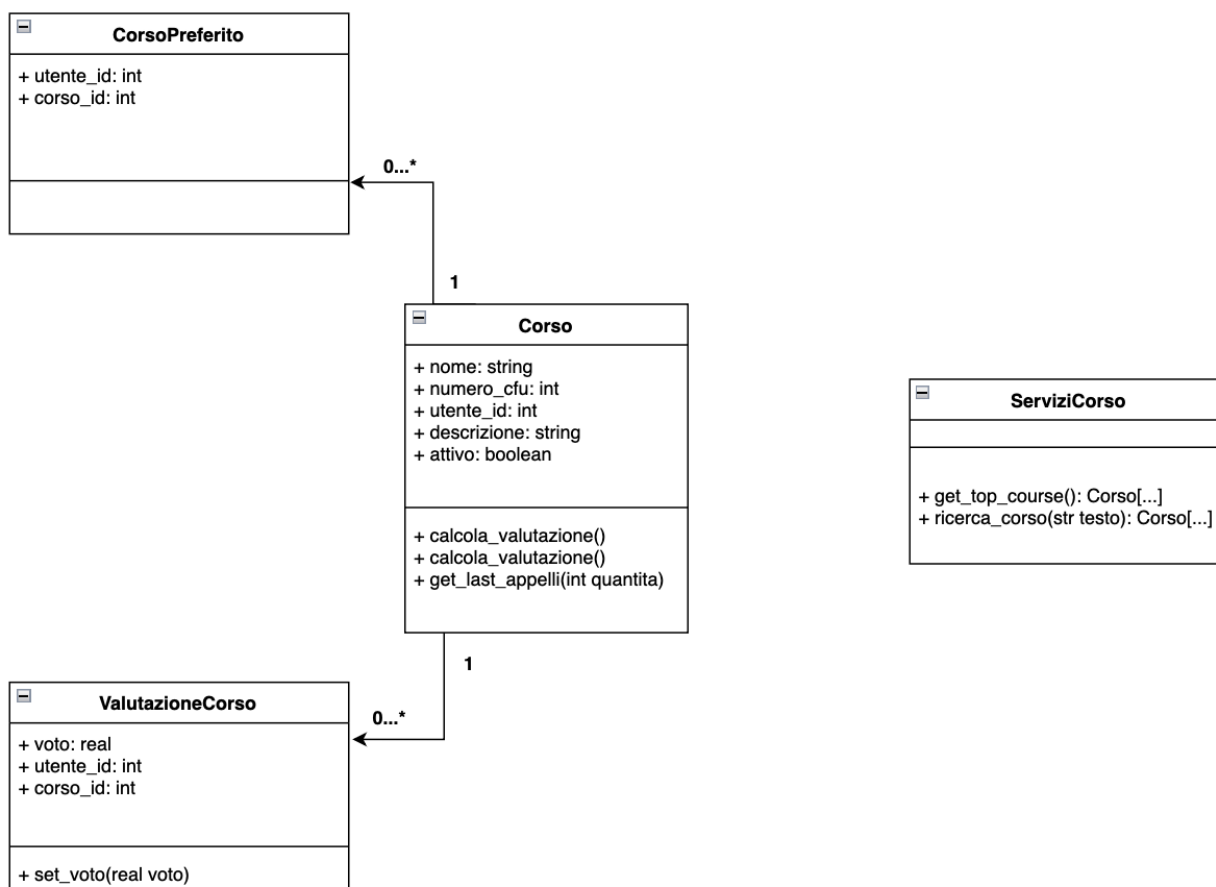 CorsoPreferito
+ utente_id: int
+ corso_id: int
0...*
1
Corso
+ nome: string
+ numero_cfu: int
+ utente_id: int
+ descrizione: string
+ attivo: boolean
+ calcola_valutazione()
+ calcola_valutazione()
+ get_last_appelli(int quantita)
ServiziCorso
+ get_top_course(): Corso[...]
+ ricerca_corso(str testo): Corso[...]
1
0...*
ValutazioneCorso
+ voto: real
+ utente_id: int
+ corso_id: int
+ set_voto(real voto)